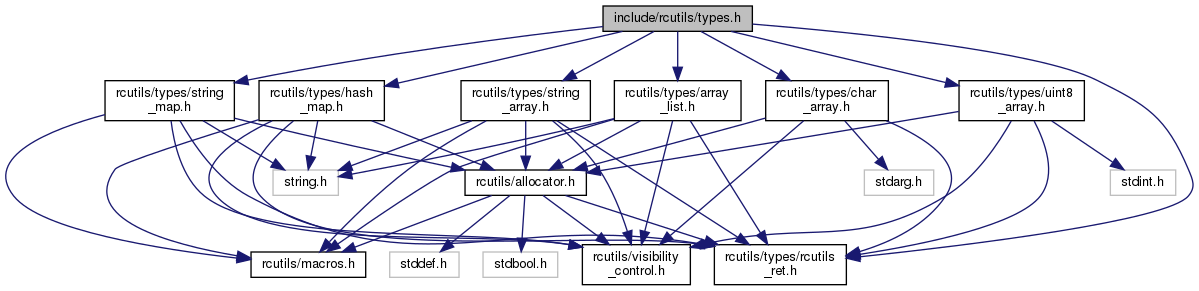 include/rcutils/types.h
rcutils/types/string
_map.h
rcutils/types/hash
_map.h
rcutils/types/string
_array.h
rcutils/types/array
_list.h
rcutils/types/char
_array.h
rcutils/types/uint8
_array.h
string.h
rcutils/allocator.h
stdarg.h
stdint.h
rcutils/macros.h
stddef.h
stdbool.h
rcutils/visibility
_control.h
rcutils/types/rcutils
_ret.h